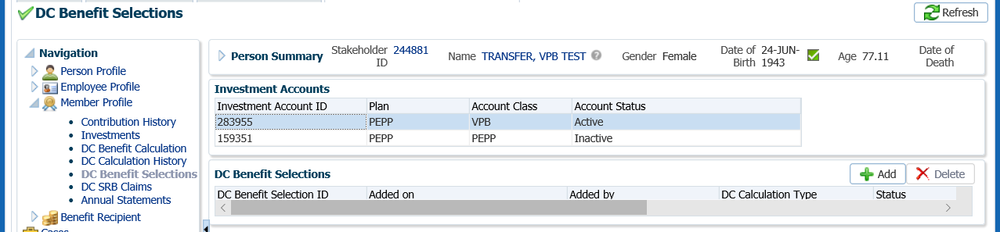 DC Benefit Selections
Refresh
Navigation
Person Profile
Employee Profile
Member Profile
Contribution History
Investments
DC Benefit Calculation
DC Calculation History
DC Benefit Selections
DC SRB Claims
Annual Statements
Benefit Recipient
Cases
Person Summary Stakeholder ID 244881 Name TRANSFER, VPB TEST Gender Female Date of Birth 24-JUN-1943 Age 77.11 Date of Death
Investment Accounts
Investment Account ID Plan Account Class Account Status
283955 PEPP VPB Active
159351 PEPP PEPP Inactive
DC Benefit Selections Add Delete
DC Benefit Selection ID Added on Added by DC Calculation Type Status